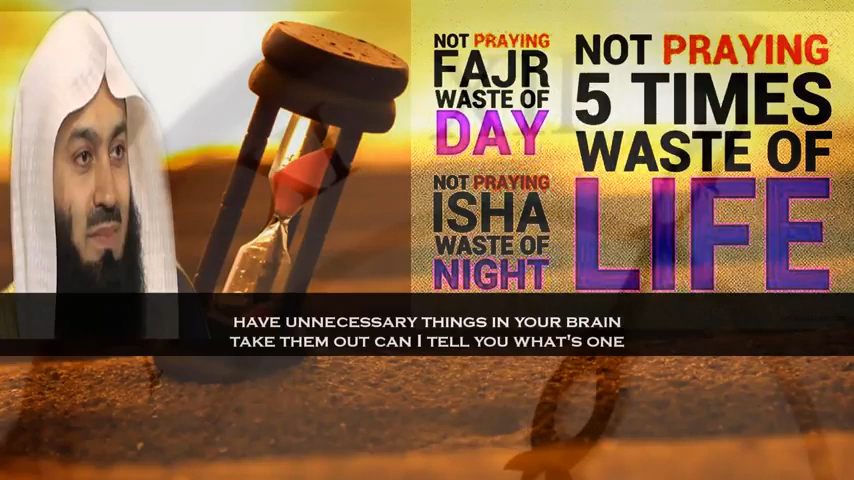 NOT PRAYING
FAJR
WASTE OF
DAY
NOT PRAYING
ISHA
WASTE OF
NIGHT
NOT PRAYING
5 TIMES
WASTE OF
LIFE
HAVE UNNECESSARY THINGS IN YOUR BRAIN
TAKE THEM OUT CAN I TELL YOU WHAT'S ONE